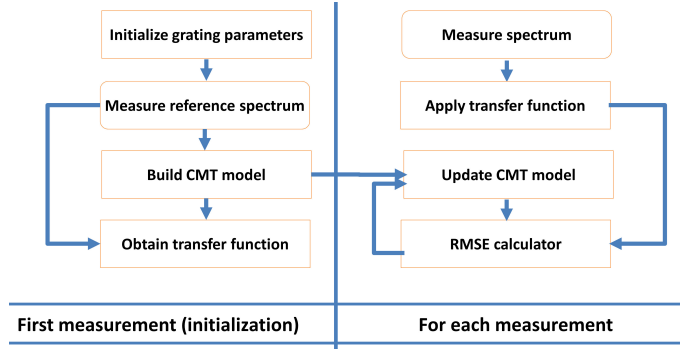 Initialize grating parameters
Measure reference spectrum
Build CMT model
Obtain transfer function
First measurement (initialization)
Measure spectrum
Apply transfer function
Update CMT model
RMSE calculator
For each measurement